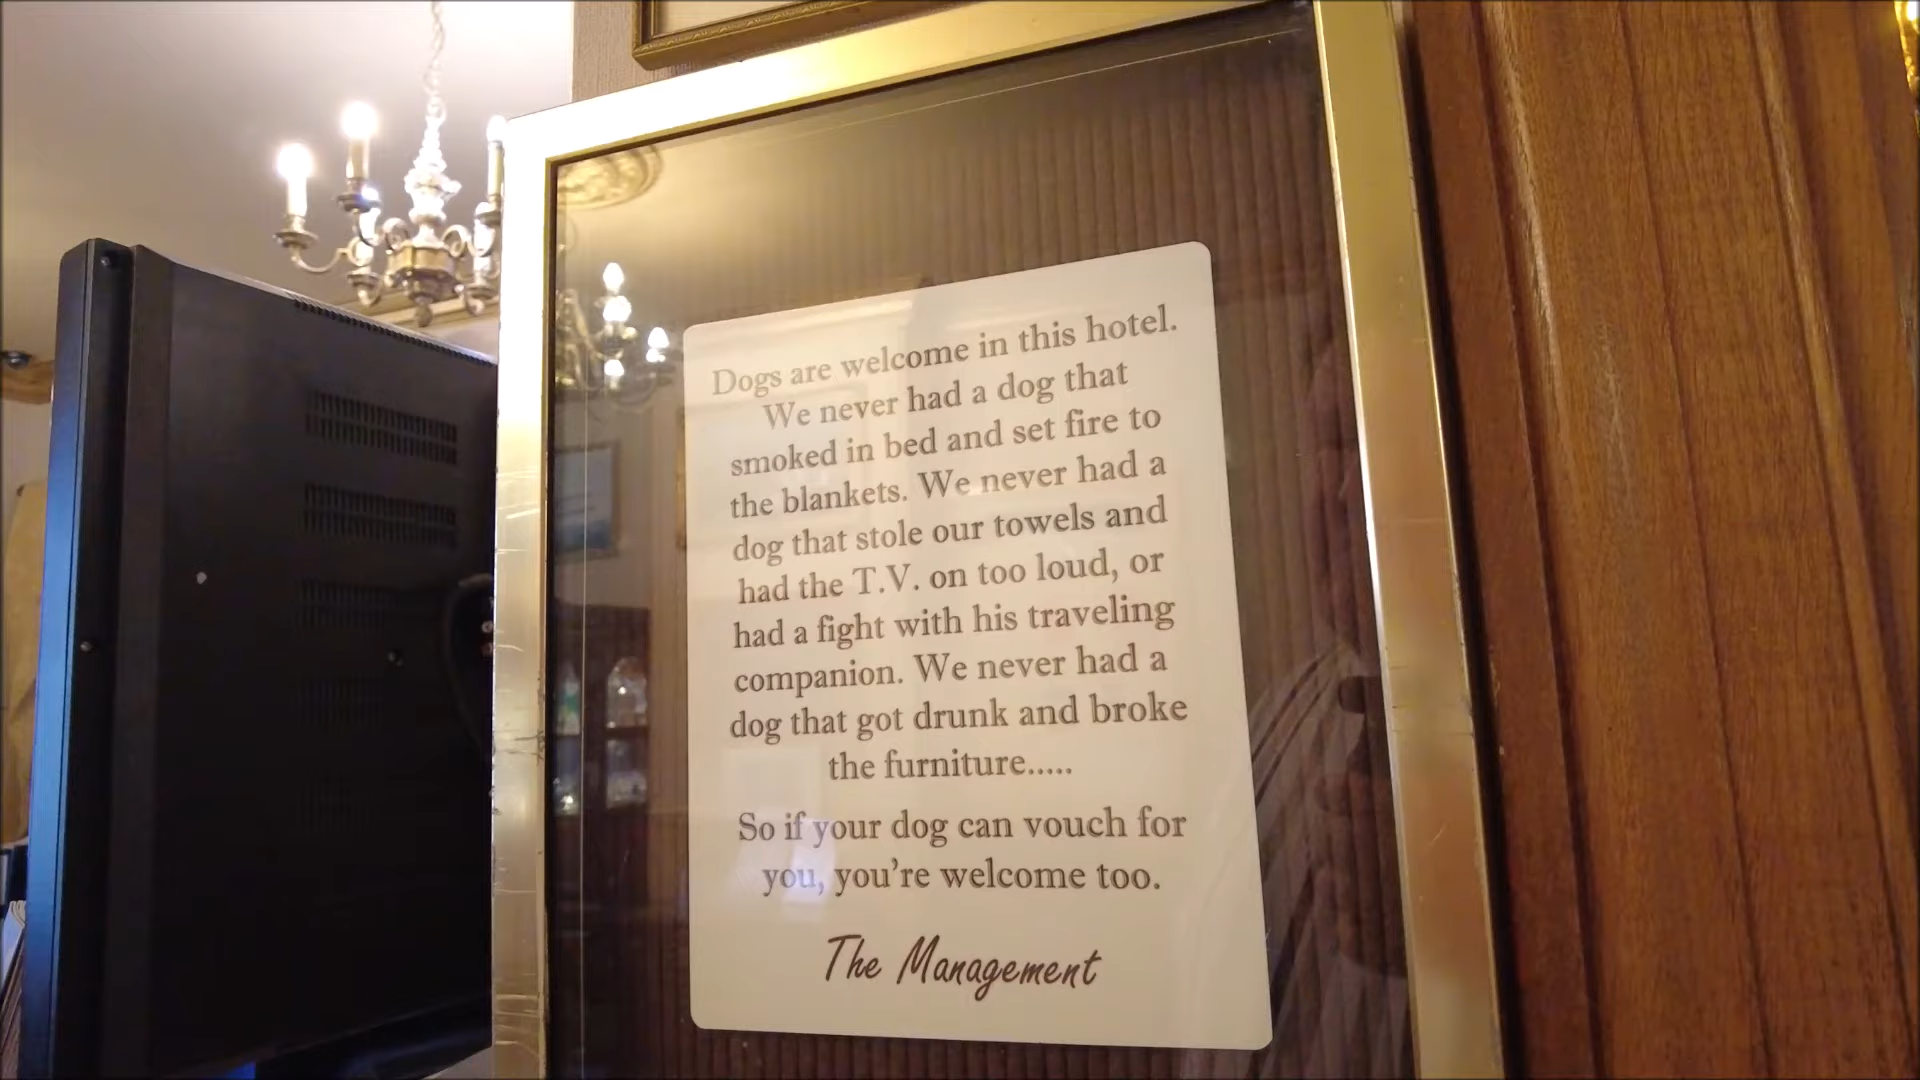 Dogs are welcome in this hotel.
We never had a dog that
smoked in bed and set fire to
the blankets. We never had a
dog that stole our towels and
had the T.V. on too loud, or
had a fight with his traveling
companion. We never had a
dog that got drunk and broke
the furniture.....
So if your dog can vouch for
you, you're welcome too.
The Management